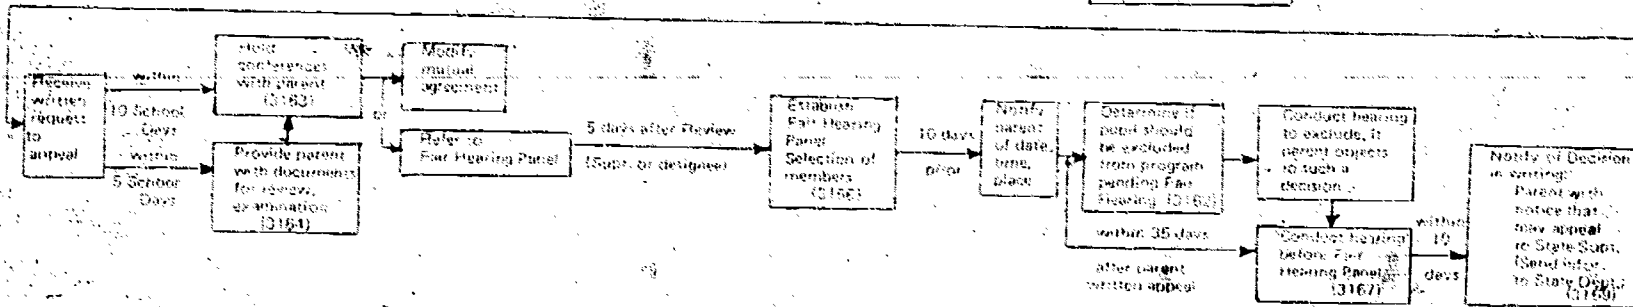 Receive
written
request
to
appeal
within
10 School
Days
within
5 School
Days
Hold
conferences
with parent
(3163)
Provide parent
with documents
for review,
examination
(3164)
or
Modify,
mutual
agreement
Refer to
Fair Hearing Panel
5 days after Review
(Supt. or designee)
Establish
Fair Hearing
Panel
Selection of
members
(3166)
10 days
prior
Notify
parent
of date,
time,
place
Determine if
pupil should
be excluded
from program
pending Fair
Hearing
within 35 days
after parent
written appeal
Conduct hearing
to exclude, if
parent objects
to such a
decision
Conduct hearing
before Fair
Hearing Panel
(3167)
within
10
days
Notify of Decision
in writing:
Parent with
notice that
may appeal
to State Supt.
(Send infor.
to State Dept.)
(3169)